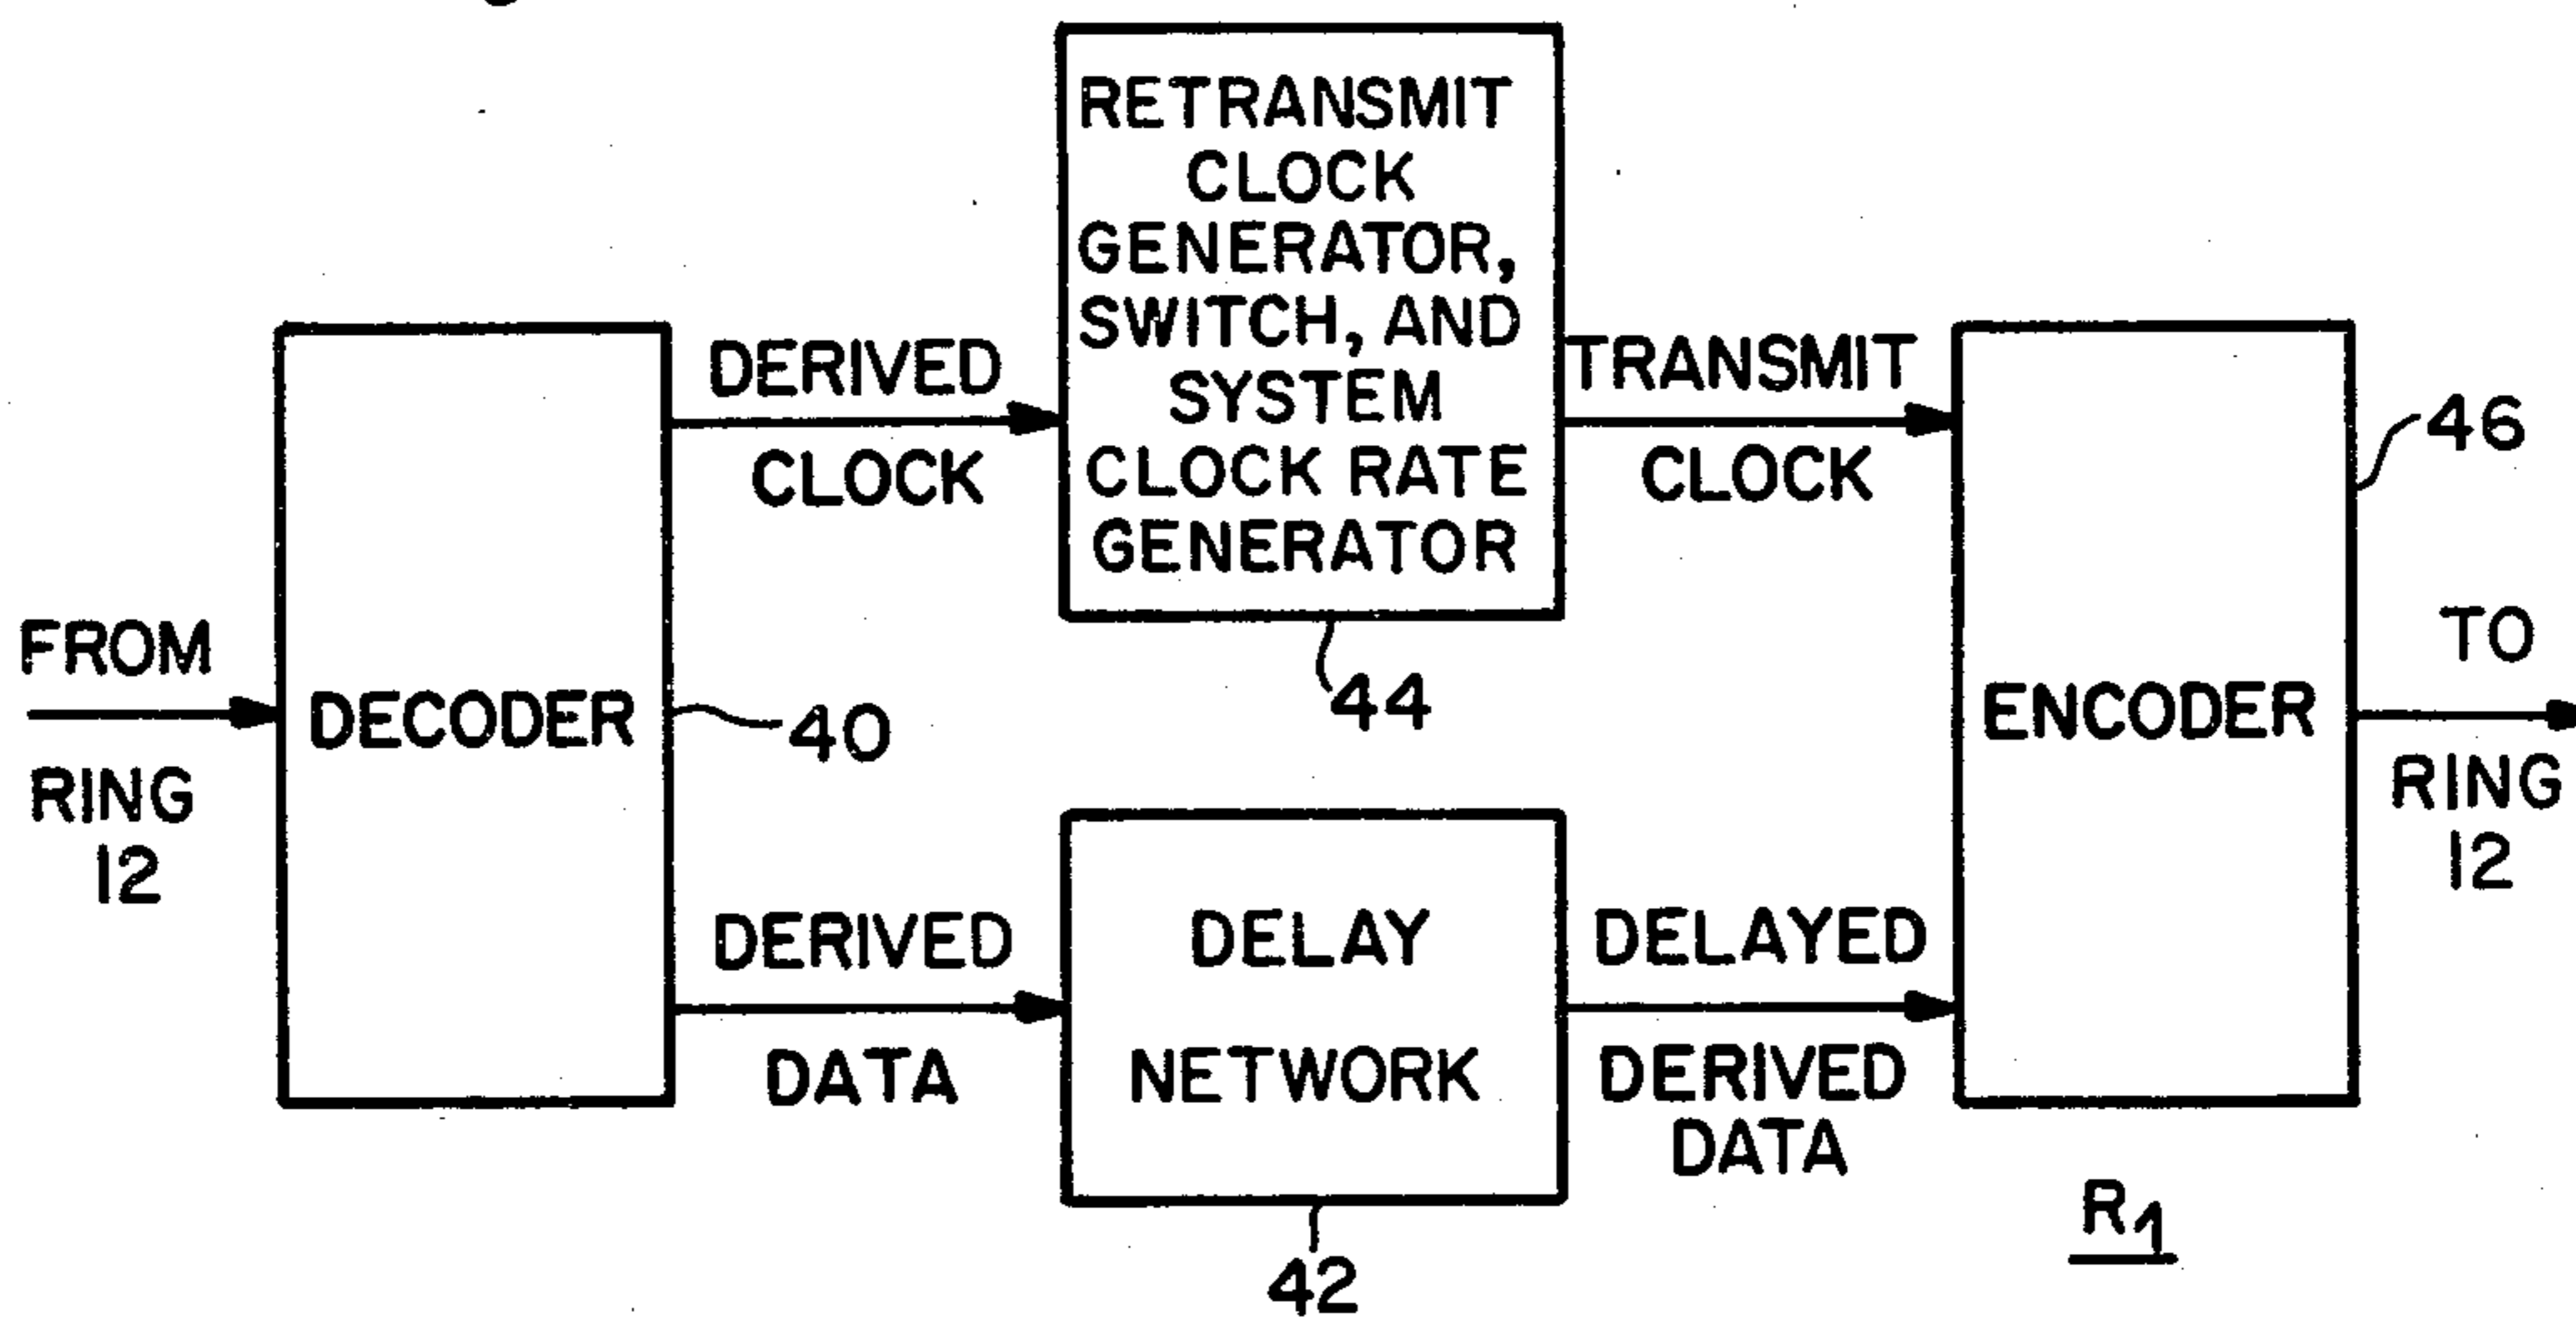 FROM
RING
12
DECODER
40
DERIVED
CLOCK
RETRANSMIT
CLOCK
GENERATOR,
SWITCH, AND
SYSTEM
CLOCK RATE
GENERATOR
44
TRANSMIT
CLOCK
DERIVED
DATA
DELAY
NETWORK
42
DELAYED
DERIVED
DATA
ENCODER
46
TO
RING
12
R1